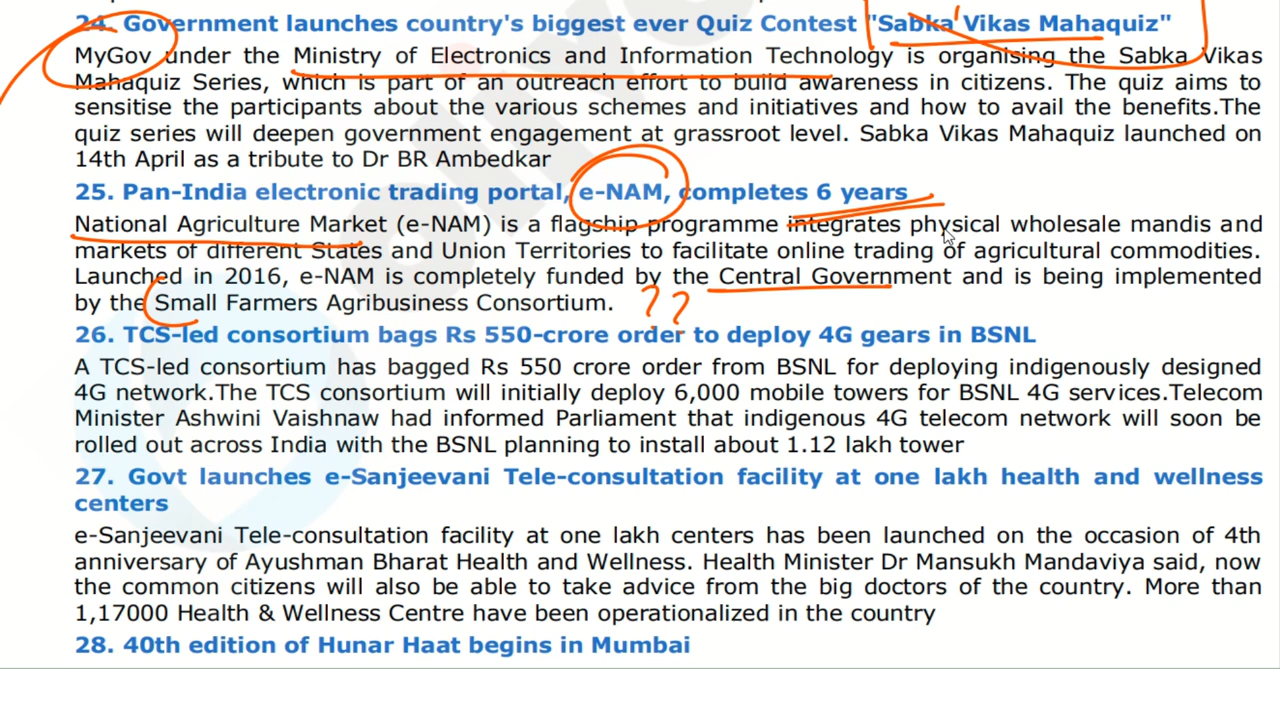 24. Government launches country's biggest ever Quiz Contest "Sabka Vikas Mahaquiz"
MyGov under the Ministry of Electronics and Information Technology is organising the Sabka Vikas
Mahaquiz Series, which is part of an outreach effort to build awareness in citizens. The quiz aims to
sensitise the participants about the various schemes and initiatives and how to avail the benefits.The
quiz series will deepen government engagement at grassroot level. Sabka Vikas Mahaquiz launched on
14th April as a tribute to Dr BR Ambedkar
25. Pan-India electronic trading portal, e-NAM, completes 6 years
National Agriculture Market (e-NAM) is a flagship programme integrates physical wholesale mandis and
markets of different States and Union Territories to facilitate online trading of agricultural commodities.
Launched in 2016, e-NAM is completely funded by the Central Government and is being implemented
by the Small Farmers Agribusiness Consortium. ??
26. TCS-led consortium bags Rs 550-crore order to deploy 4G gears in BSNL
A TCS-led consortium has bagged Rs 550 crore order from BSNL for deploying indigenously designed
4G network.The TCS consortium will initially deploy 6,000 mobile towers for BSNL 4G services.Telecom
Minister Ashwini Vaishnaw had informed Parliament that indigenous 4G telecom network will soon be
rolled out across India with the BSNL planning to install about 1.12 lakh tower
27. Govt launches e-Sanjeevani Tele-consultation facility at one lakh health and wellness
centers
e-Sanjeevani Tele-consultation facility at one lakh centers has been launched on the occasion of 4th
anniversary of Ayushman Bharat Health and Wellness. Health Minister Dr Mansukh Mandaviya said, now
the common citizens will also be able to take advice from the big doctors of the country. More than
1,17000 Health & Wellness Centre have been operationalized in the country
28. 40th edition of Hunar Haat begins in Mumbai